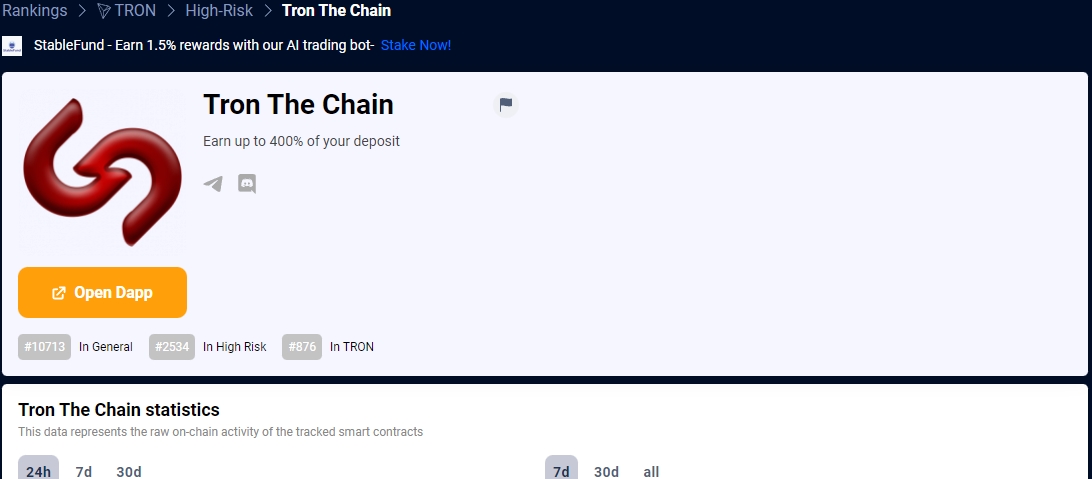 Rankings > TRON > High-Risk > Tron The Chain
StableFund - Earn 1.5% rewards with our AI trading bot- Stake Now!
Tron The Chain
Earn up to 400% of your deposit
Open Dapp
#10713 In General #2534 In High Risk #876 In TRON
Tron The Chain statistics
This data represents the raw on-chain activity of the tracked smart contracts
24h 7d 30d 7d 30d all